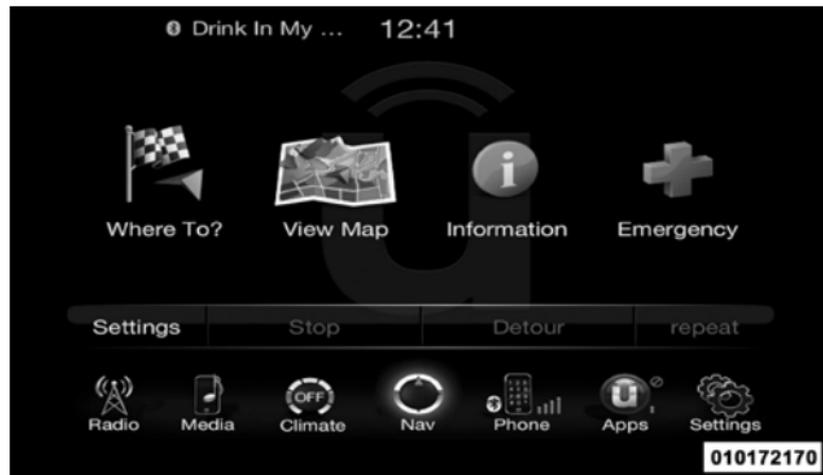 Drink In My ... 12:41
Where To? View Map Information Emergency
Settings Stop Detour repeat
OFF
Radio Media Climate Nav Phone Apps Settings
010172170